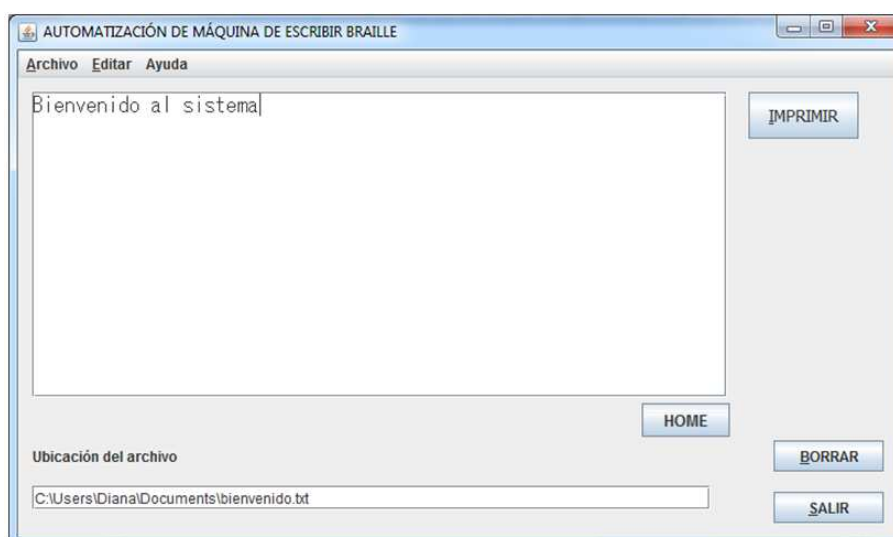 AUTOMATIZACIÓN DE MÁQUINA DE ESCRIBIR BRAILLE
Archivo Editar Ayuda
Bienvenido al sistema
IMPRIMIR
HOME
Ubicación del archivo
BORRAR
C:\Users\Diana\Documents\bienvenido.txt
SALIR